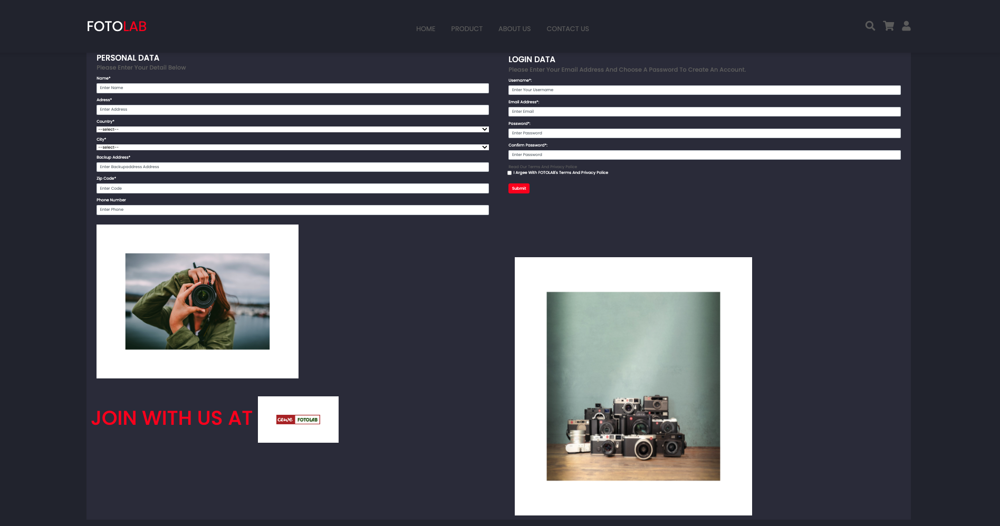 FOTOLAB
HOME PRODUCT ABOUT US CONTACT US
PERSONAL DATA
Please Enter Your Detail Below
Name*
Enter Name
Adress*
Enter Address
Country*
--select--
City*
--select--
Backup Address*
Enter Backupaddress Address
Zip Code*
Enter Code
Phone Number
Enter Phone
LOGIN DATA
Please Enter Your Email Address And Choose A Password To Create An Account.
Username*:
Enter Your Username
Email Address*:
Enter Email
Password*:
Enter Password
Confirm Password*:
Enter Password
Read Our Terms And Privacy Police
I Argee With FOTOLAB's Terms And Privacy Police
Submit
JOIN WITH US AT
cewe FOTOLAB